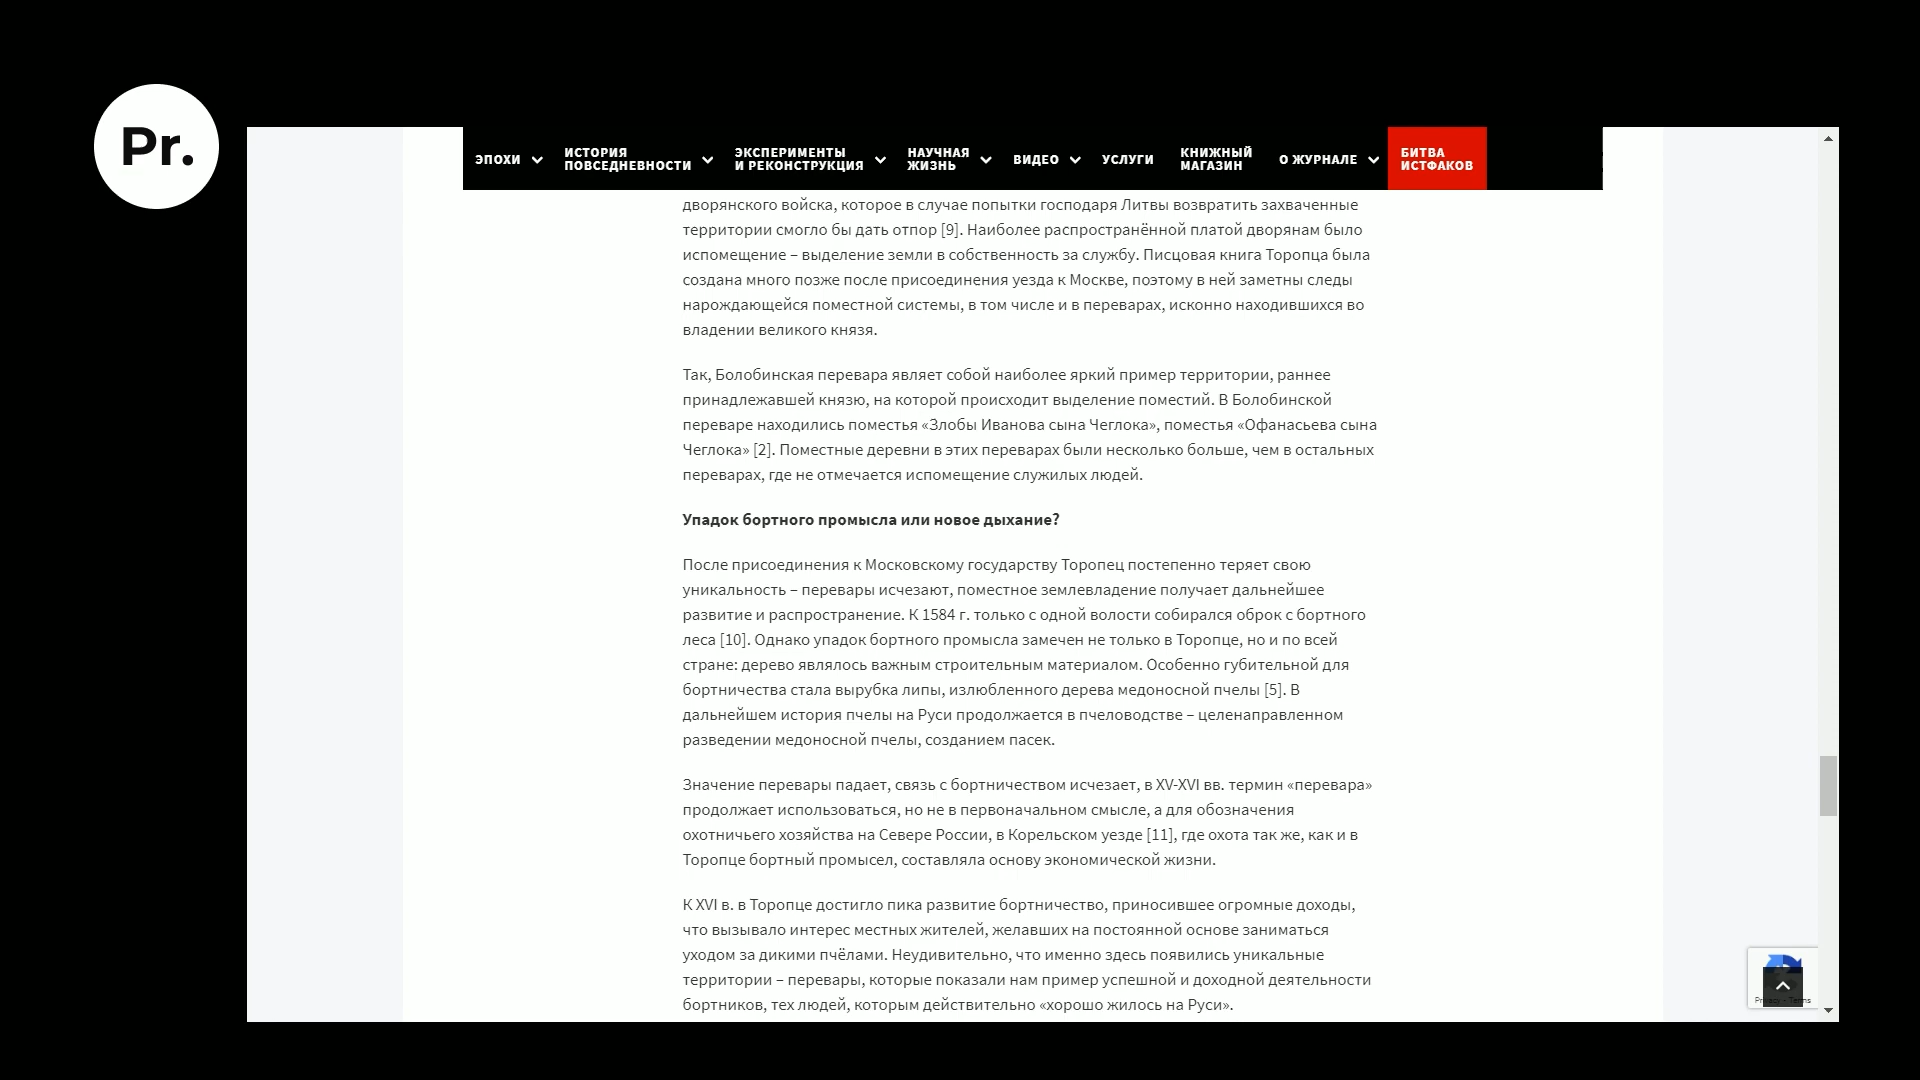 Pr.
ЭПОХИ
ИСТОРИЯ
ПОВСЕДНЕВНОСТИ
ЭКСПЕРИМЕНТЫ
И РЕКОНСТРУКЦИЯ
НАУЧНАЯ
ЖИЗНЬ
ВИДЕО
УСЛУГИ
КНИЖНЫЙ
МАГАЗИН
О ЖУРНАЛЕ
БИТВА
ИСТФАКОВ
дворянского войска, которое в случае попытки господаря Литвы возвратить захваченные
территории смогло бы дать отпор [9]. Наиболее распространённой платой дворянам было
испомещение – выделение земли в собственность за службу. Писцовая книга Торопца была
создана много позже после присоединения уезда к Москве, поэтому в ней заметны следы
нарождающейся поместной системы, в том числе и в переварах, исконно находившихся во
владении великого князя.
Так, Болобинская перевара являет собой наиболее яркий пример территории, раннее
принадлежавшей князю, на которой происходит выделение поместий. В Болобинской
переваре находились поместья «Злобы Иванова сына Чеглока», поместья «Офанасьева сына
Чеглока» [2]. Поместные деревни в этих переварах были несколько больше, чем в остальных
переварах, где не отмечается испомещение служилых людей.
Упадок бортного промысла или новое дыхание?
После присоединения к Московскому государству Торопец постепенно теряет свою
уникальность – перевары исчезают, поместное землевладение получает дальнейшее
развитие и распространение. К 1584 г. только с одной волости собирался оброк с бортного
леса [10]. Однако упадок бортного промысла замечен не только в Торопце, но и по всей
стране: дерево являлось важным строительным материалом. Особенно губительной для
бортничества стала вырубка липы, излюбленного дерева медоносной пчелы [5]. В
дальнейшем история пчелы на Руси продолжается в пчеловодстве – целенаправленном
разведении медоносной пчелы, созданием пасек.
Значение перевары падает, связь с бортничеством исчезает, в XV-XVI вв. термин «перевара»
продолжает использоваться, но не в первоначальном смысле, а для обозначения
охотничьего хозяйства на Севере России, в Корельском уезде [11], где охота так же, как и в
Торопце бортный промысел, составляла основу экономической жизни.
К XVI в. в Торопце достигло пика развитие бортничество, приносившее огромные доходы,
что вызывало интерес местных жителей, желавших на постоянной основе заниматься
уходом за дикими пчёлами. Неудивительно, что именно здесь появились уникальные
территории – перевары, которые показали нам пример успешной и доходной деятельности
бортников, тех людей, которым действительно «хорошо жилось на Руси».
Privacy - Terms